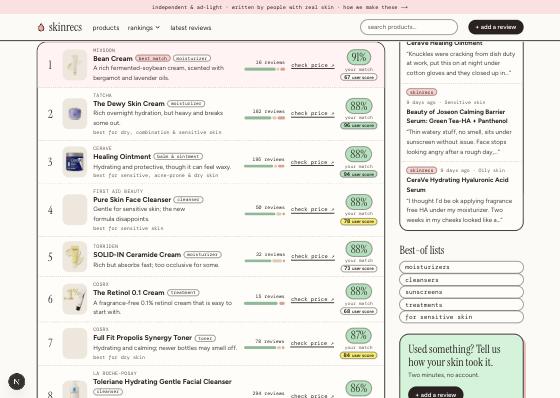 independent & ad-light · written by people with real skin · how we make these →
skinrecs
products
rankings
latest reviews
search products...
+ add a review
1
MIXSOON
Bean Cream best match moisturizer
A rich fermented-soybean cream, scented with
bergamot and lavender oils.
16 reviews
check price ↗
91%
your match
67 user score
2
TATCHA
The Dewy Skin Cream moisturizer
Rich overnight hydration, but heavy and breaks
some out.
best for dry, combination & sensitive skin
102 reviews
check price ↗
88%
your match
96 user score
3
CERAVE
Healing Ointment balm & ointment
Hydrating and protective, though it can feel waxy.
best for sensitive, acne-prone & dry skin
check price ↗
88%
your match
94 user score
4
FIRST AID BEAUTY
Pure Skin Face Cleanser cleanser
Gentle for sensitive skin; the new
formula disappoints.
best for sensitive skin
50 reviews
check price ↗
88%
your match
78 user score
5
TORRIDEN
SOLID-IN Ceramide Cream moisturizer
Rich but absorbs fast; too occlusive for some.
32 reviews
check price ↗
88%
your match
73 user score
6
COSRX
The Retinol 0.1 Cream treatment
A fragrance-free 0.1% retinol cream that is easy to
start with.
15 reviews
check price ↗
88%
your match
68 user score
7
COSRX
Full Fit Propolis Synergy Toner toner
Hydrating and calming; newer bottles may smell off.
best for dry skin
78 reviews
check price ↗
87%
your match
84 user score
8
LA ROCHE-POSAY
Toleriane Hydrating Gentle Facial Cleanser
cleanser
204 reviews
check price ↗
86%
CeraVe Healing Ointment
"Knuckles were cracking from dish duty
at work, put this on at night under
cotton gloves and they closed up in..."
skinrecs
9 days ago · Sensitive skin
Beauty of Joseon Calming Barrier
Serum: Green Tea-HA + Panthenol
"Thin watery stuff, no smell, sits under
sunscreen without issue. Face stops
looking angry after a rough day,..."
skinrecs 9 days ago · Oily skin
CeraVe Hydrating Hyaluronic Acid
Serum
"I thought I'd be ok applying fragrance
free HA under my moisturizer. Two
weeks in my cheeks looked like a..."
Best-of lists
moisturizers
cleansers
sunscreens
treatments
for sensitive skin
Used something? Tell us
how your skin took it.
Two minutes, no account.
+ add a review
N